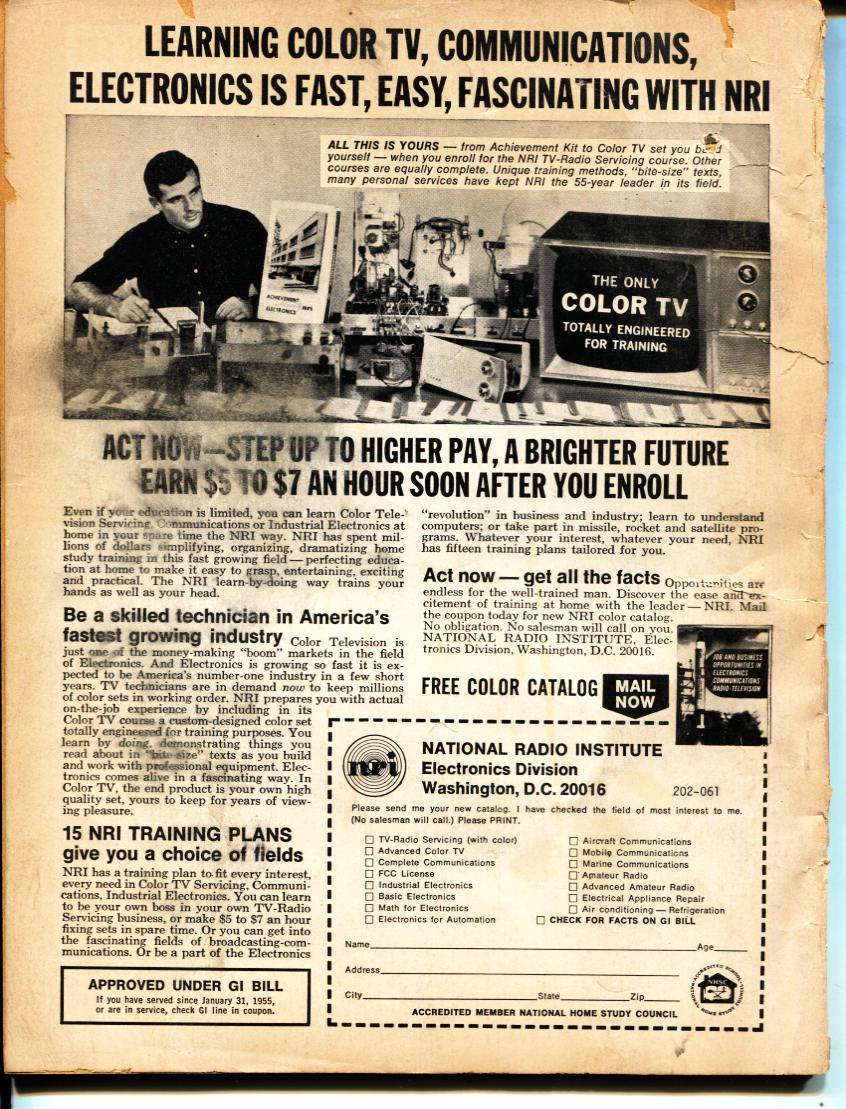 LEARNING COLOR TV, COMMUNICATIONS,
ELECTRONICS IS FAST, EASY, FASCINATING WITH NRI
ALL THIS IS YOURS — from Achievement Kit to Color TV set you
yourself — when you enroll for the NRI TV-Radio Servicing course. Other
courses are equally complete. Unique training methods, "bite-size" texts,
many personal services have kept NRI the 55-year leader in its field.
ACHIEVEMENT
ELECTRONICS
THE ONLY
COLOR TV
TOTALLY ENGINEERED
FOR TRAINING
ACT NOW—STEP UP TO HIGHER PAY, A BRIGHTER FUTURE
EARN $5 TO $7 AN HOUR SOON AFTER YOU ENROLL
Even if your education is limited, you can learn Color Tele-
vision Servicing, Communications or Industrial Electronics at
home in your spare time the NRI way. NRI has spent mil-
lions of dollars simplifying, organizing, dramatizing home
study training in this fast growing field — perfecting educa-
tion at home to make it easy to grasp, entertaining, exciting
and practical. The NRI learn-by-doing way trains your
hands as well as your head.
Be a skilled technician in America's
fastest growing industry Color Television is
just one of the money-making "boom" markets in the field
of Electronics. And Electronics is growing so fast it is ex-
pected to be America's number-one industry in a few short
years. TV technicians are in demand now to keep millions
of color sets in working order. NRI prepares you with actual
on-the-job experience by including in its
Color TV course a custom-designed color set
totally engineered for training purposes. You
learn by doing, demonstrating things you
read about in "bite-size" texts as you build
and work with professional equipment. Elec-
tronics comes alive in a fascinating way. In
Color TV, the end product is your own high
quality set, yours to keep for years of view-
ing pleasure.
15 NRI TRAINING PLANS
give you a choice of fields
NRI has a training plan to fit every interest,
every need in Color TV Servicing, Communi-
cations, Industrial Electronics. You can learn
to be your own boss in your own TV-Radio
Servicing business, or make $5 to $7 an hour
fixing sets in spare time. Or you can get into
the fascinating fields of broadcasting-com-
munications. Or be a part of the Electronics
APPROVED UNDER GI BILL
If you have served since January 31, 1955,
or are in service, check GI line in coupon.
"revolution" in business and industry; learn to understand
computers; or take part in missile, rocket and satellite pro-
grams. Whatever your interest, whatever your need, NRI
has fifteen training plans tailored for you.
Act now — get all the facts Opportunities are
endless for the well-trained man. Discover the ease and ex-
citement of training at home with the leader — NRI. Mail
the coupon today for new NRI color catalog.
No obligation. No salesman will call on you.
NATIONAL RADIO INSTITUTE, Elec-
tronics Division, Washington, D.C. 20016.
JOB AND BUSINESS
OPPORTUNITIES IN
ELECTRONICS
COMMUNICATIONS
RADIO-TELEVISION
FREE COLOR CATALOG
MAIL
NOW
nri
NATIONAL RADIO INSTITUTE
Electronics Division
Washington, D.C. 20016 202-061
Please send me your new catalog. I have checked the field of most interest to me.
(No salesman will call.) Please PRINT.
☐ TV-Radio Servicing (with color)
☐ Advanced Color TV
☐ Complete Communications
☐ FCC License
☐ Industrial Electronics
☐ Basic Electronics
☐ Math for Electronics
☐ Electronics for Automation
☐ Aircraft Communications
☐ Mobile Communications
☐ Marine Communications
☐ Amateur Radio
☐ Advanced Amateur Radio
☐ Electrical Appliance Repair
☐ Air conditioning — Refrigeration
☐ CHECK FOR FACTS ON GI BILL
Name Age
Address
City State Zip
ACCREDITED SCHOOL
NHSC
HOME STUDY
ACCREDITED MEMBER NATIONAL HOME STUDY COUNCIL